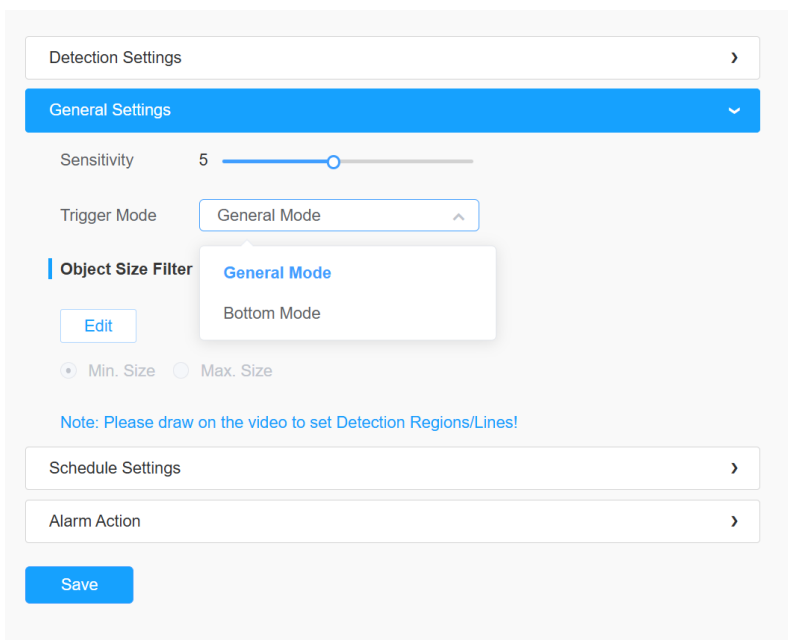 Detection Settings
General Settings
Sensitivity 5
Trigger Mode General Mode
Object Size Filter
General Mode
Bottom Mode
Edit
Min. Size Max. Size
Note: Please draw on the video to set Detection Regions/Lines!
Schedule Settings
Alarm Action
Save